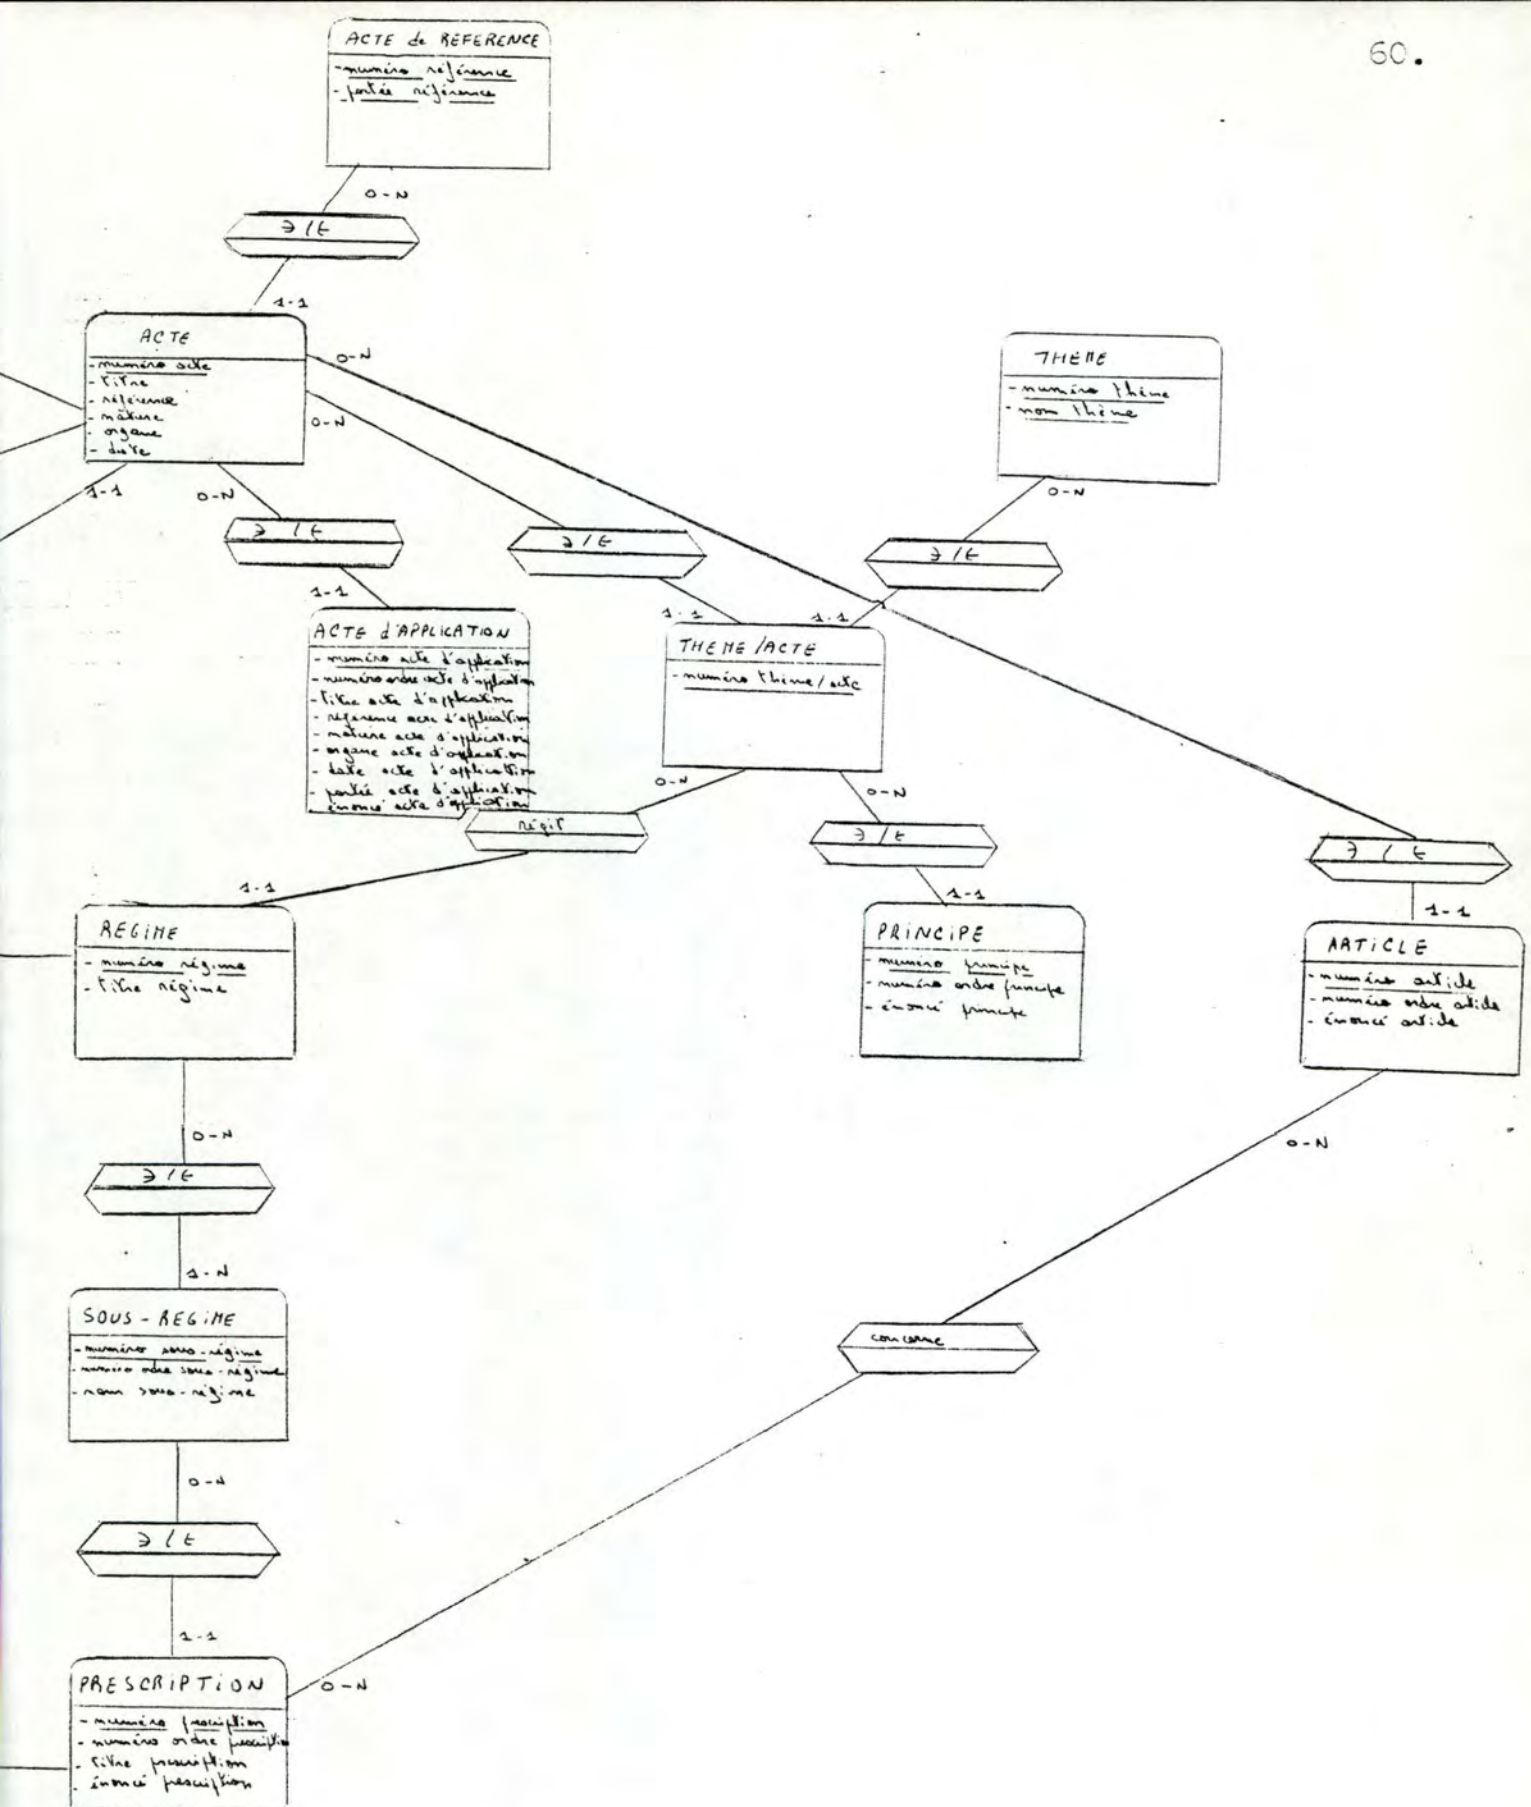 60.
ACTE de REFERENCE
- numéro référence
- portée référence
0-N
∋/∈
1-1
ACTE
- numéro acte
- titre
- référence
- nature
- organe
- date
0-N
0-N
1-1
0-N
THEME
- numéro thème
- nom thème
0-N
∋/∈
∋/∈
∋/∈
1-1
1-1
1-1
ACTE d'APPLICATION
- numéro acte d'application
- numéro ordre acte d'application
- titre acte d'application
- référence acte d'application
- nature acte d'application
- organe acte d'application
- date acte d'application
- portée acte d'application
- énoncé acte d'application
THEME/ACTE
- numéro thème/acte
0-N
0-N
régit
∋/∈
∋/∈
1-1
1-1
1-1
REGIME
- numéro régime
- titre régime
PRINCIPE
- numéro principe
- numéro ordre principe
- énoncé principe
ARTICLE
- numéro article
- numéro ordre article
- énoncé article
0-N
0-N
∋/∈
1-N
SOUS-REGIME
- numéro sous-régime
- numéro ordre sous-régime
- nom sous-régime
concerne
0-N
∋/∈
1-1
PRESCRIPTION
- numéro prescription
- numéro ordre prescriptio
- titre prescription
- énoncé prescription
0-N